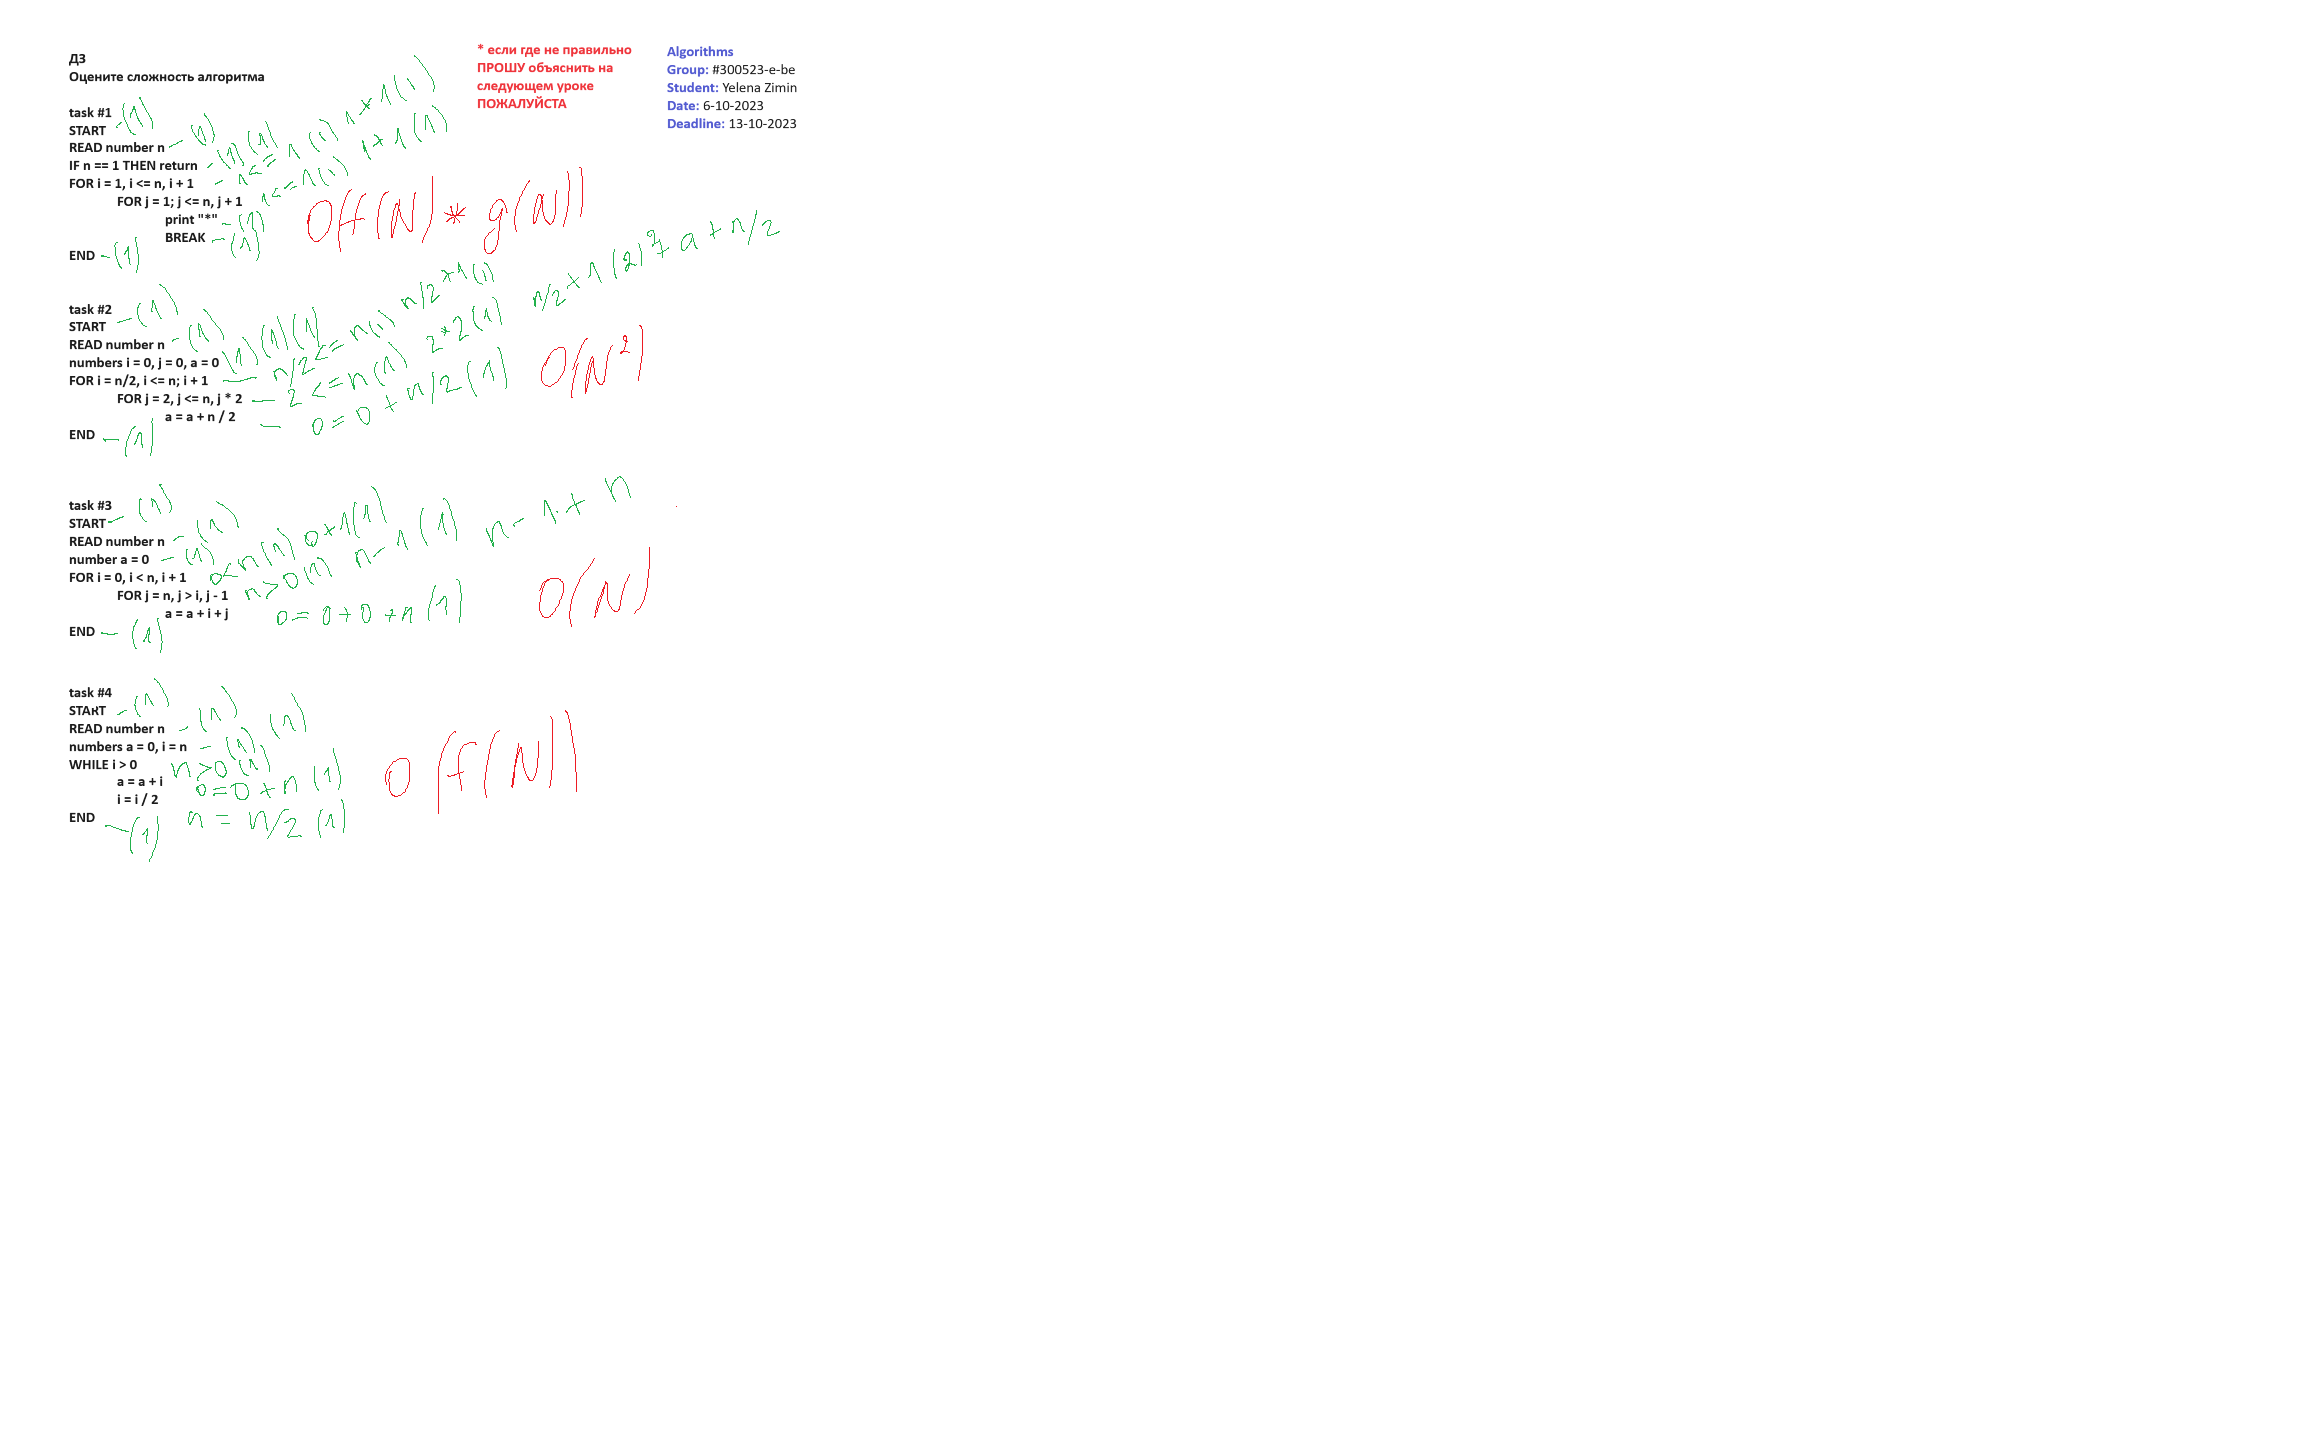 ДЗ
Оцените сложность алгоритма
* если где не правильно
ПРОШУ объяснить на
следующем уроке
ПОЖАЛУЙСТА
Algorithms
Group: #300523-e-be
Student: Yelena Zimin
Date: 6-10-2023
Deadline: 13-10-2023
task #1
START -(1)
READ number n - (1)
IF n == 1 THEN return - (1) (1)
FOR i = 1, i <= n, i + 1 - 1<=1(1) 1+1(1)
FOR j = 1; j <= n, j + 1 1<=1(1) 1+1(1)
print "*" -(1)
BREAK -(1)
END -(1)
O(f(N) * g(N))
task #2
START -(1)
READ number n -(1)
numbers i = 0, j = 0, a = 0 (1)(1)(1)
FOR i = n/2, i <= n; i + 1 - n/2<=n(1) n/2+1(1)
FOR j = 2, j <= n, j * 2 - 2<=n(1) 2*2(1)
a = a + n / 2 - 0=0+n/2(1)
END -(1)
n/2+1(2)
a+n/2
O(N²)
task #3
START -(1)
READ number n -(1)
number a = 0 -(1)
FOR i = 0, i < n, i + 1 0<n(1) 0+1(1)
FOR j = n, j > i, j - 1 n>0(1) n-1(1)
a = a + i + j 0=0+0+n(1)
END -(1)
n-1+n
O(N)
task #4
START -(1)
READ number n -(1)
numbers a = 0, i = n -(1) (1)
WHILE i > 0 n>0(1)
a = a + i 0=0+n(1)
i = i / 2 n=n/2(1)
END -(1)
O(f(N))